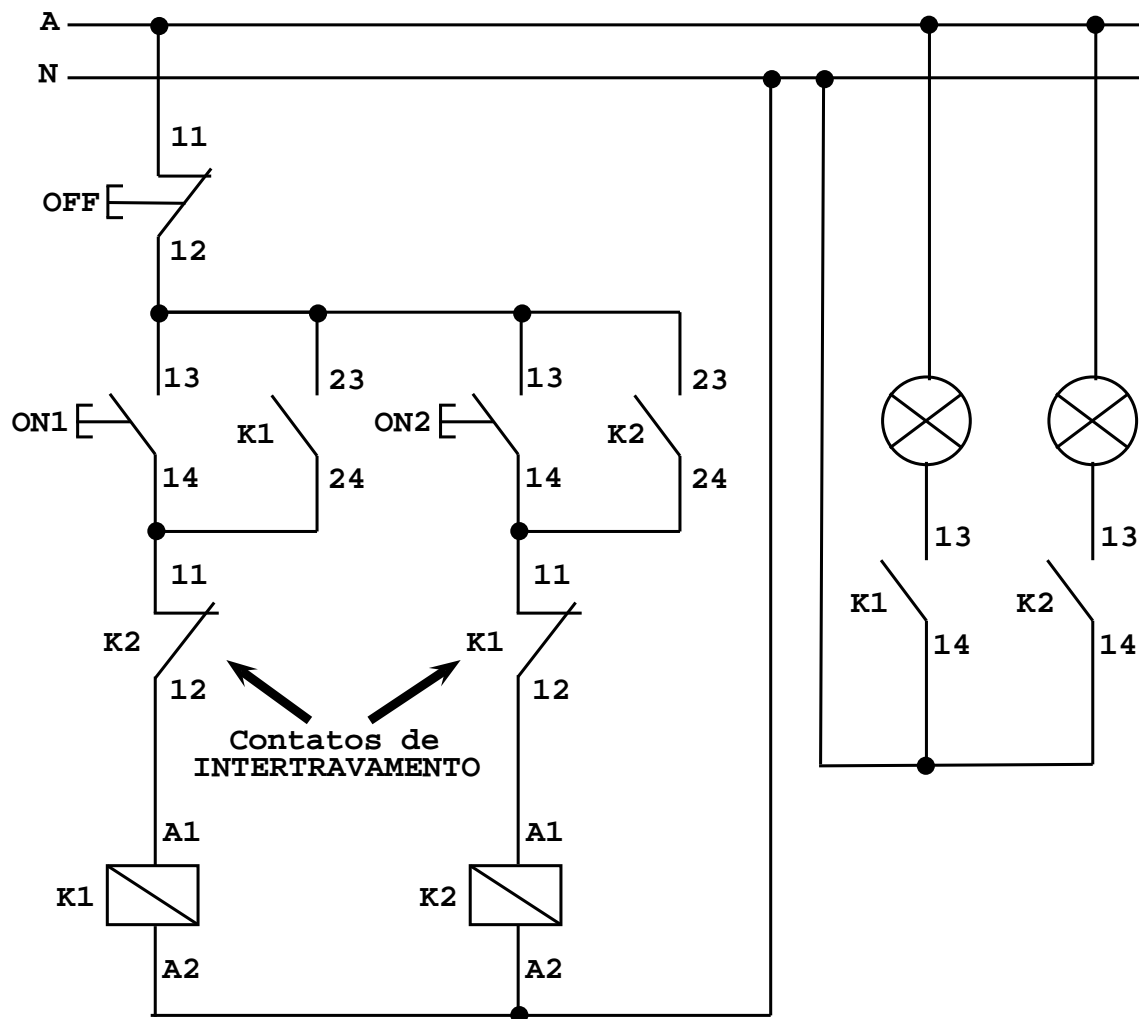 A
N
11
OFF
12
13 23 13 23
ON1 K1 ON2 K2
14 24 14 24
13 13
11 11
K1 K2
K2 K1
14 14
12 12
Contatos de
INTERTRAVAMENTO
A1 A1
K1 K2
A2 A2